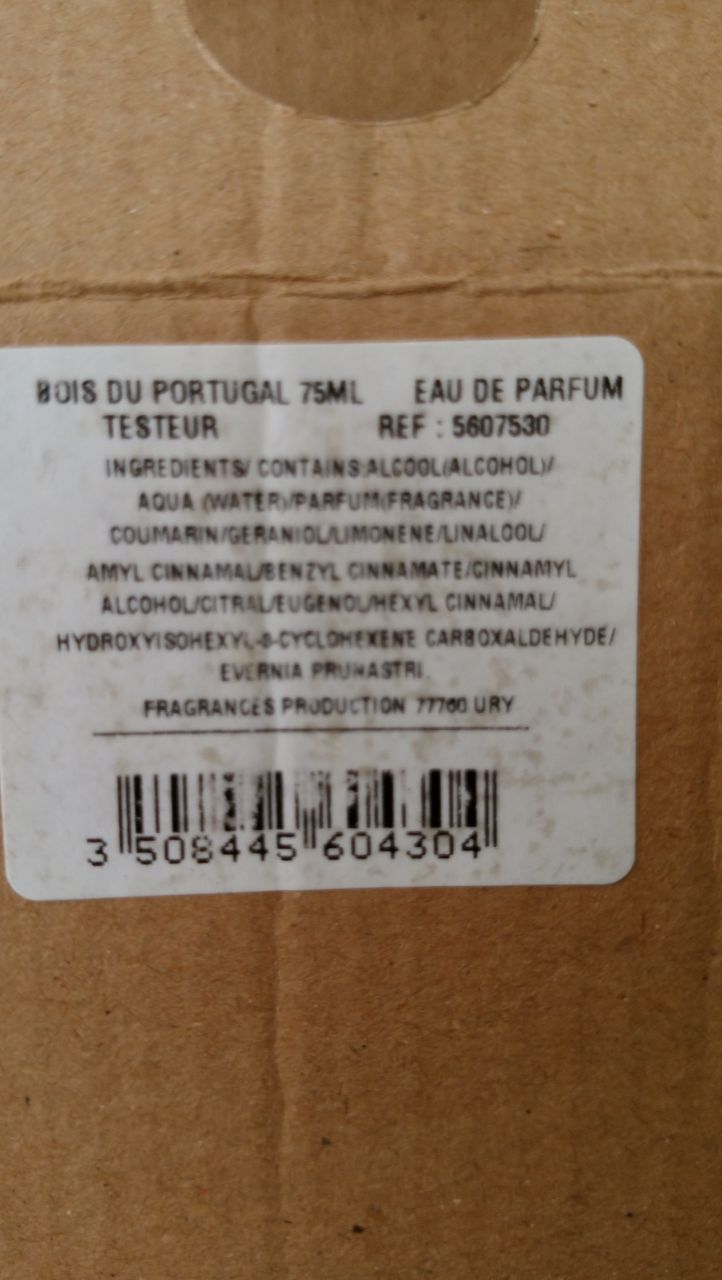 BOIS DU PORTUGAL 75ML EAU DE PARFUM
TESTEUR REF : 5607530
INGREDIENTS/ CONTAINS:ALCOOL(ALCOHOL)/
AQUA (WATER)/PARFUM(FRAGRANCE)/
COUMARIN/GERANIOL/LIMONENE/LINALOOL/
AMYL CINNAMAL/BENZYL CINNAMATE/CINNAMYL
ALCOHOL/CITRAL/EUGENOL/HEXYL CINNAMAL/
HYDROXYISOHEXYL-3-CYCLOHEXENE CARBOXALDEHYDE/
EVERNIA PRUNASTRI.
FRAGRANCES PRODUCTION 77760 URY
3 508445 604304